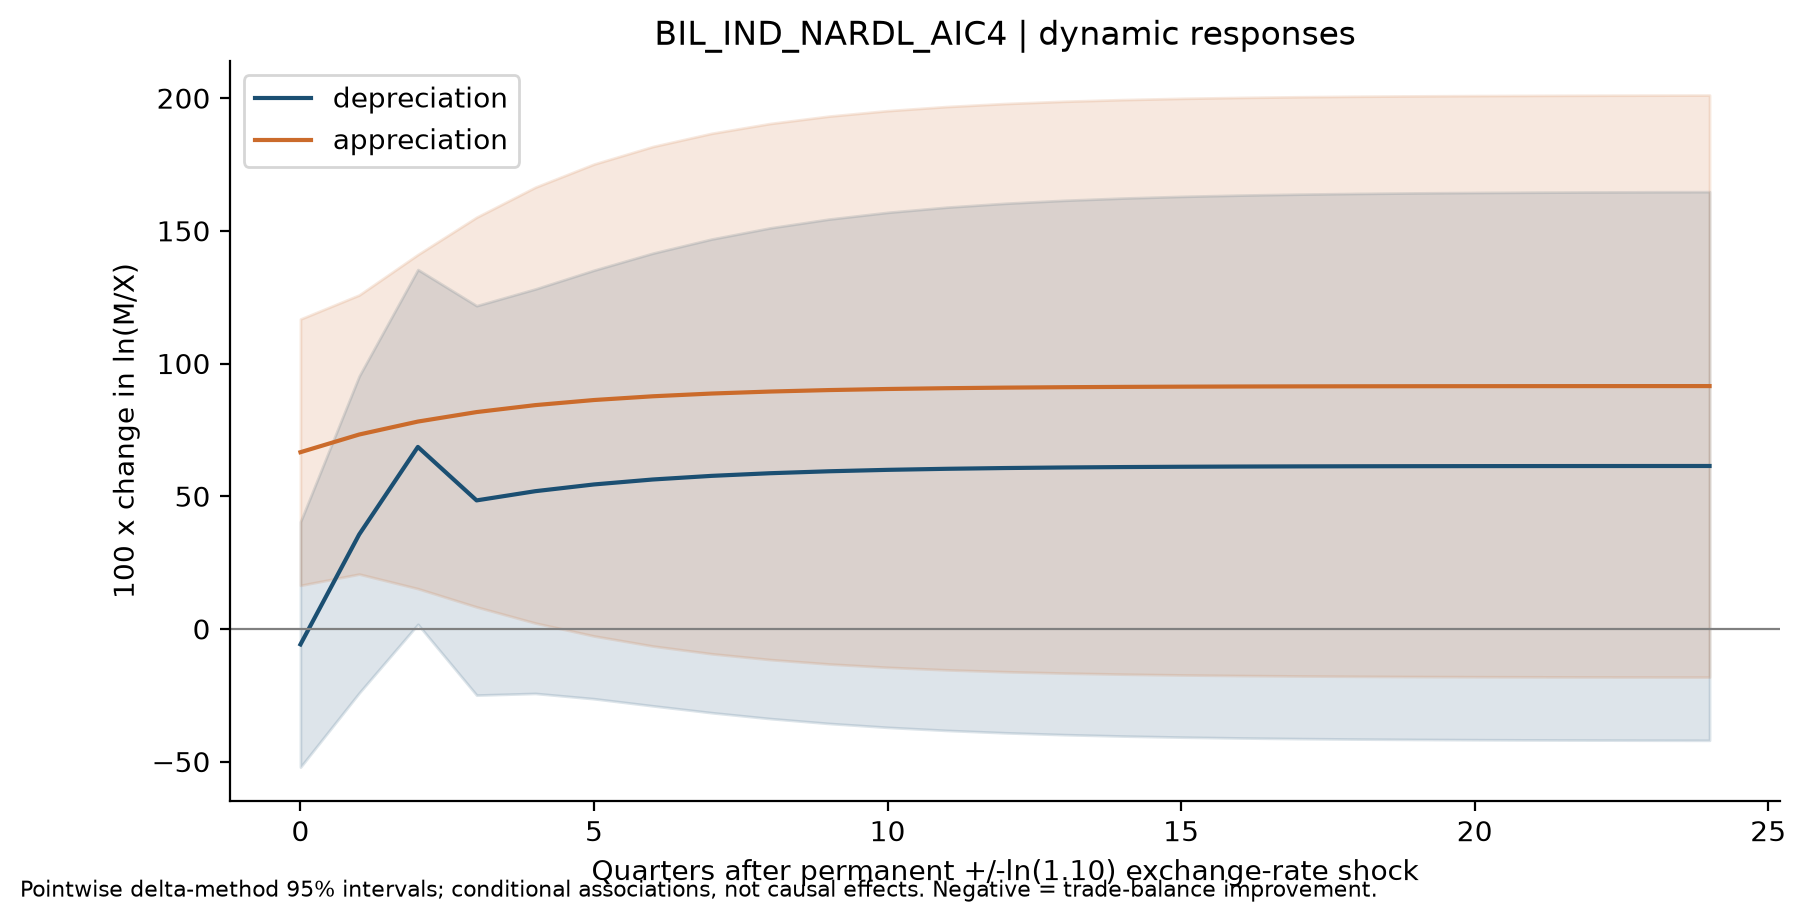 BIL_IND_NARDL_AIC4 | dynamic responses
depreciation
appreciation
100 x change in ln(M/X)
200
150
100
50
0
−50
0
5
10
15
20
25
Quarters after permanent +/-ln(1.10) exchange-rate shock
Pointwise delta-method 95% intervals; conditional associations, not causal effects. Negative = trade-balance improvement.